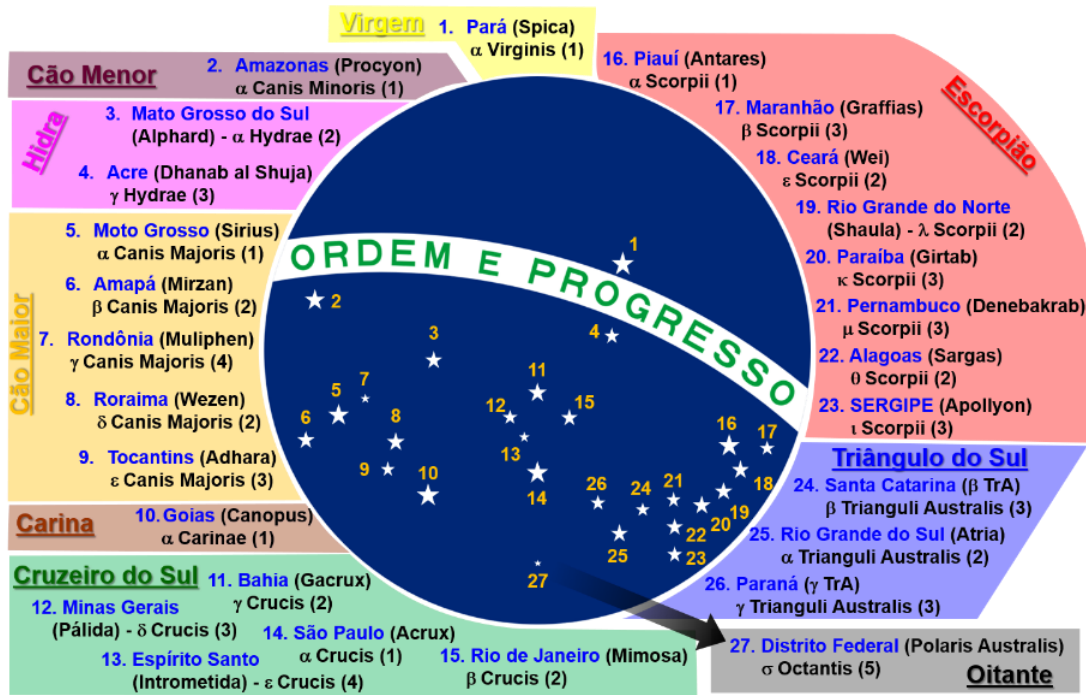 Virgem
1. Pará (Spica)
α Virginis (1)
Cão Menor
2. Amazonas (Procyon)
α Canis Minoris (1)
Hidra
3. Mato Grosso do Sul
(Alphard) - α Hydrae (2)
4. Acre (Dhanab al Shuja)
γ Hydrae (3)
Cão Maior
5. Moto Grosso (Sirius)
α Canis Majoris (1)
6. Amapá (Mirzan)
β Canis Majoris (2)
7. Rondônia (Muliphen)
γ Canis Majoris (4)
8. Roraima (Wezen)
δ Canis Majoris (2)
9. Tocantins (Adhara)
ε Canis Majoris (3)
Carina
10. Goias (Canopus)
α Carinae (1)
Cruzeiro do Sul
11. Bahia (Gacrux)
γ Crucis (2)
12. Minas Gerais
(Pálida) - δ Crucis (3)
13. Espírito Santo
(Intrometida) - ε Crucis (4)
14. São Paulo (Acrux)
α Crucis (1)
15. Rio de Janeiro (Mimosa)
β Crucis (2)
ORDEM E PROGRESSO
1
2
3
4
5
6
7
8
9
10
11
12
13
14
15
16
17
18
19
20
21
22
23
24
25
26
27
Escorpião
16. Piauí (Antares)
α Scorpii (1)
17. Maranhão (Graffias)
β Scorpii (3)
18. Ceará (Wei)
ε Scorpii (2)
19. Rio Grande do Norte
(Shaula) - λ Scorpii (2)
20. Paraíba (Girtab)
κ Scorpii (3)
21. Pernambuco (Denebakrab)
μ Scorpii (3)
22. Alagoas (Sargas)
θ Scorpii (2)
23. SERGIPE (Apollyon)
ι Scorpii (3)
Triângulo do Sul
24. Santa Catarina (β TrA)
β Trianguli Australis (3)
25. Rio Grande do Sul (Atria)
α Trianguli Australis (2)
26. Paraná (γ TrA)
γ Trianguli Australis (3)
27. Distrito Federal (Polaris Australis)
σ Octantis (5)
Oitante